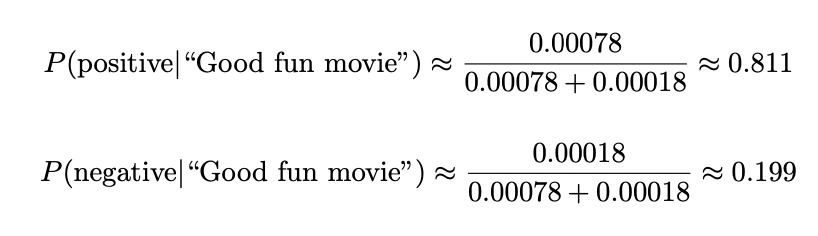 P(positive|“Good fun movie”) ≈ 0.00078 / (0.00078 + 0.00018) ≈ 0.811
P(negative|“Good fun movie”) ≈ 0.00018 / (0.00078 + 0.00018) ≈ 0.199